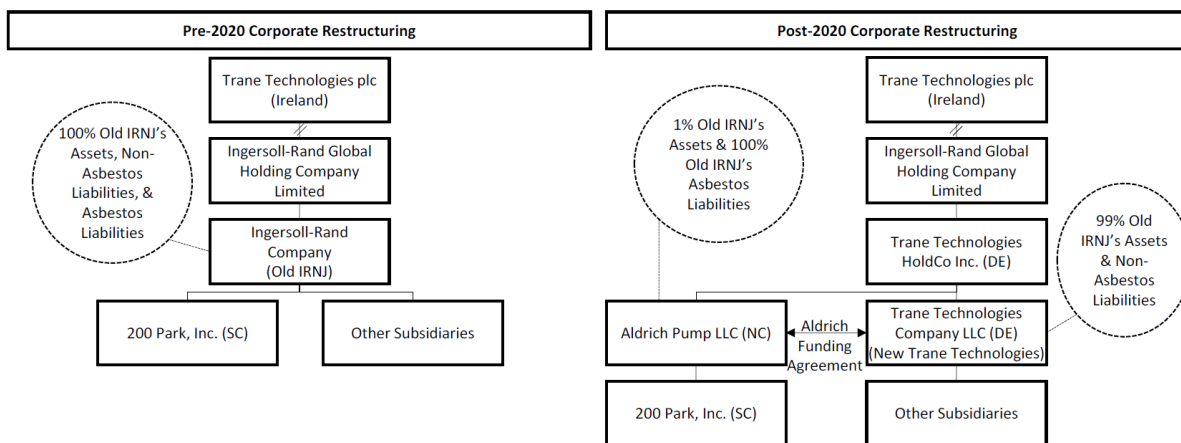 Pre-2020 Corporate Restructuring
Trane Technologies plc
(Ireland)
100% Old IRNJ's
Assets, Non-
Asbestos
Liabilities, &
Asbestos
Liabilities
Ingersoll-Rand Global
Holding Company
Limited
Ingersoll-Rand
Company
(Old IRNJ)
200 Park, Inc. (SC)
Other Subsidiaries
Post-2020 Corporate Restructuring
Trane Technologies plc
(Ireland)
1% Old IRNJ's
Assets & 100%
Old IRNJ's
Asbestos
Liabilities
Ingersoll-Rand Global
Holding Company
Limited
Trane Technologies
HoldCo Inc. (DE)
99% Old
IRNJ's Assets
& Non-
Asbestos
Liabilities
Aldrich Pump LLC (NC)
Aldrich
Funding
Agreement
Trane Technologies
Company LLC (DE)
(New Trane Technologies)
200 Park, Inc. (SC)
Other Subsidiaries